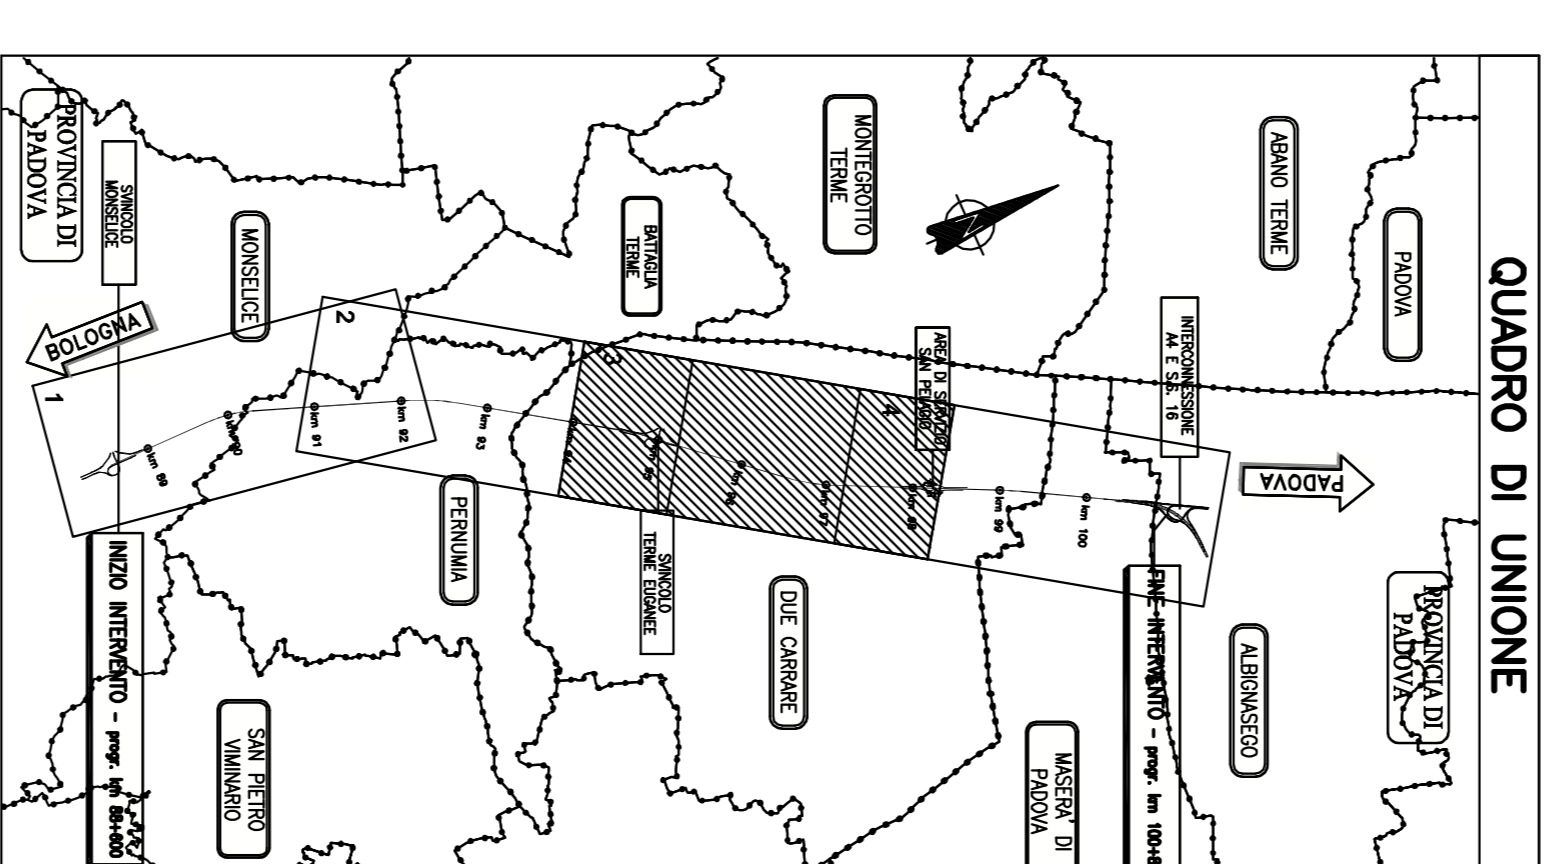 QUADRO DI UNIONE
PADOVA
PROVINCIA DI
PADOVA
ABANO TERME
PADOVA
ALBIGNASEGO
INTERCONNESSIONE
A4 E S.S. 16
FINE INTERVENTO - progr. km 100+8
km 100
MASERA' DI
PADOVA
km 99
AREA DI SERVIZIO
SAN PELAGIO
km 98
4
MONTEGROTTO
TERME
N
km 97
DUE CARRARE
km 96
BATTAGLIA
TERME
km 95
SVINCOLO
TERME EUGANEE
3
km 94
km 93
PERNUMIA
km 92
2
km 91
MONSELICE
km 90
SAN PIETRO
VIMINARIO
km 89
SVINCOLO
MONSELICE
BOLOGNA
INIZIO INTERVENTO - progr. km 88+600
1
PROVINCIA DI
PADOVA